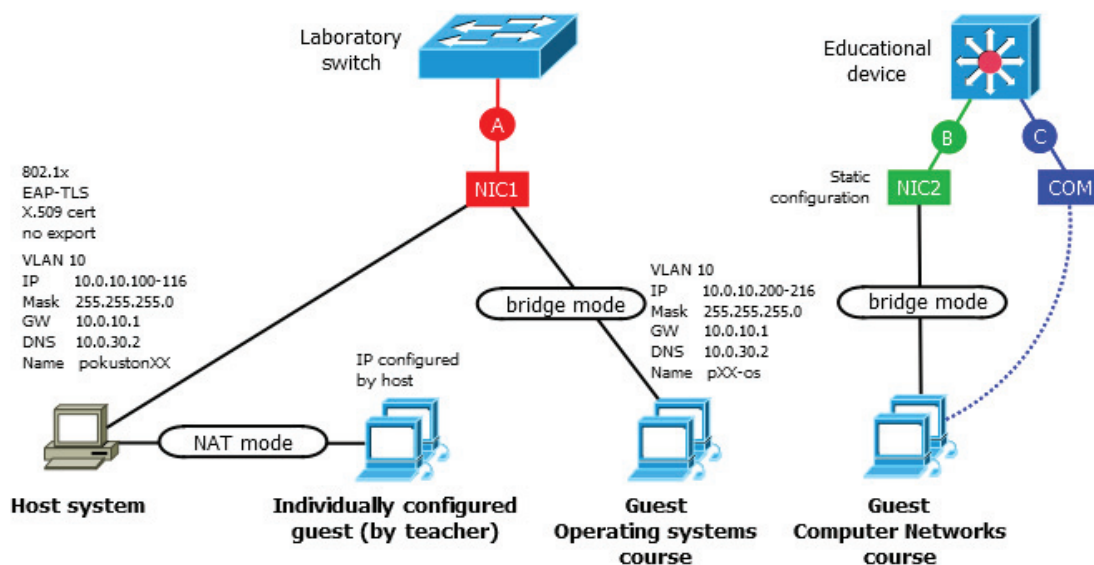 Laboratory
switch
Educational
device
A
B
C
802.1x
EAP-TLS
X.509 cert
no export
NIC1
Static
configuration
NIC2
COM
VLAN 10
IP 10.0.10.100-116
Mask 255.255.255.0
GW 10.0.10.1
DNS 10.0.30.2
Name pokustonXX
VLAN 10
IP 10.0.10.200-216
Mask 255.255.255.0
GW 10.0.10.1
DNS 10.0.30.2
Name pXX-os
bridge mode
bridge mode
IP configured
by host
NAT mode
Host system
Individually configured
guest (by teacher)
Guest
Operating systems
course
Guest
Computer Networks
course